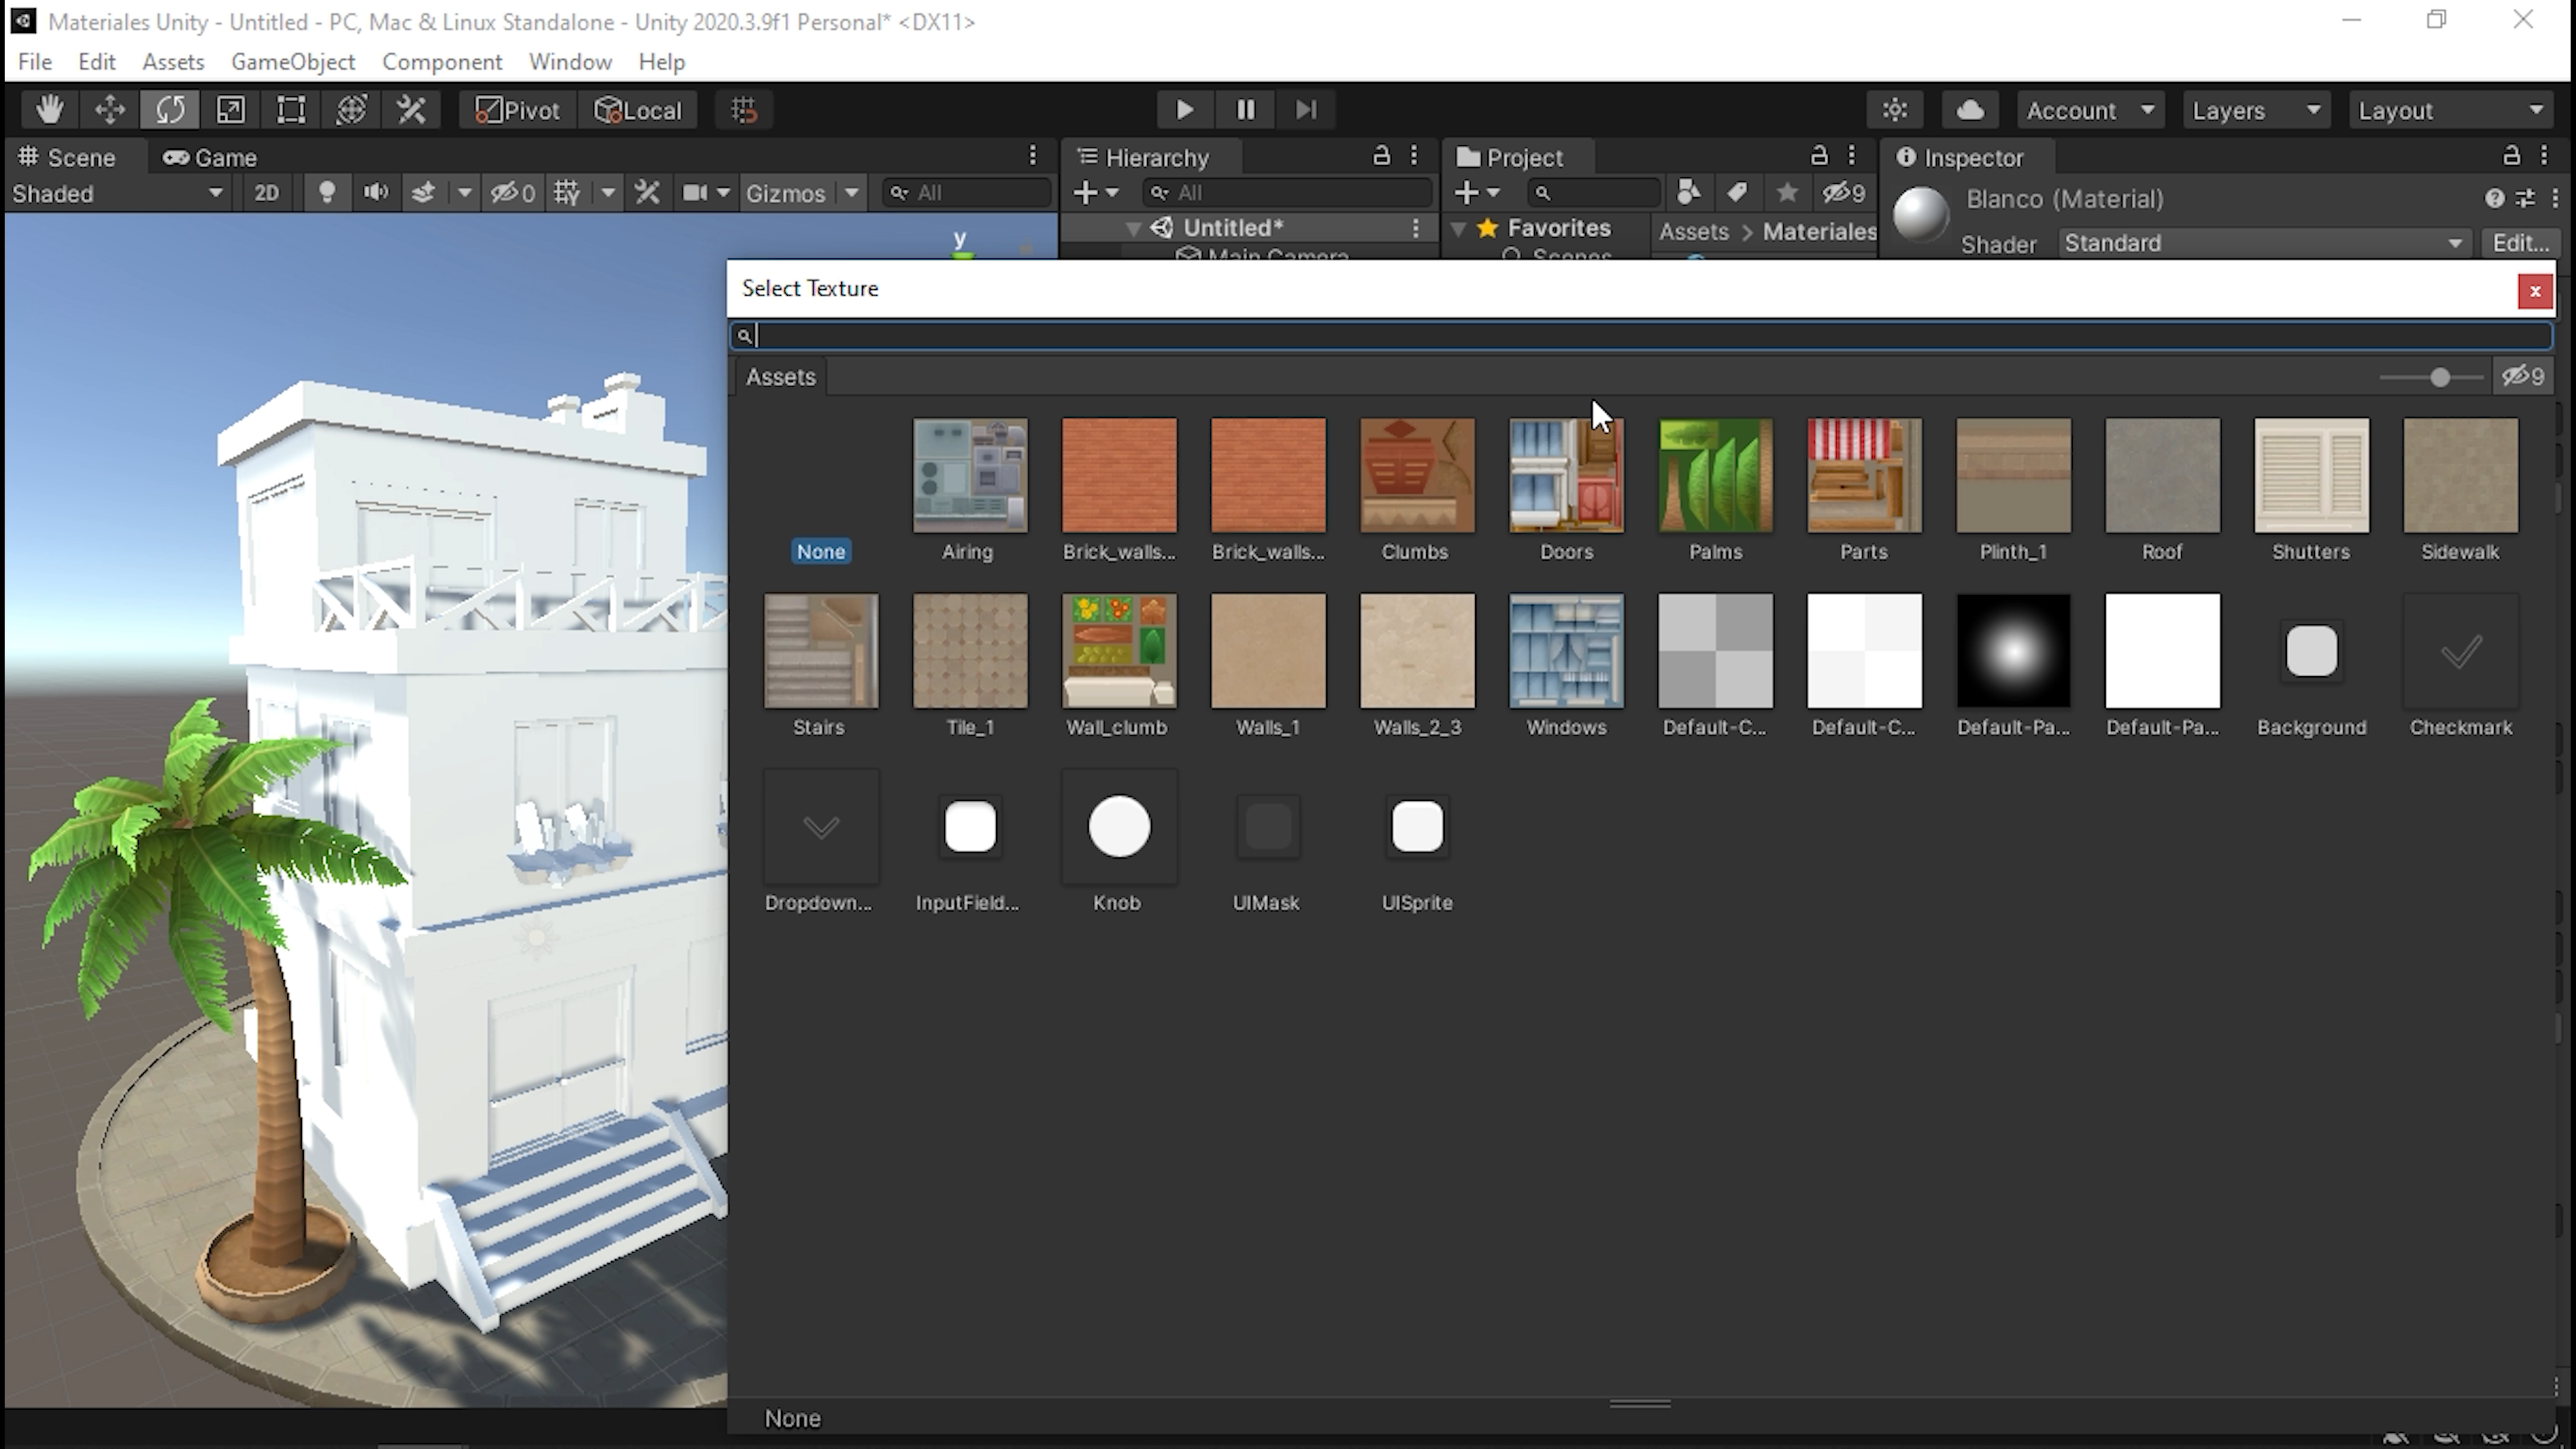 Materiales Unity - Untitled - PC, Mac & Linux Standalone - Unity 2020.3.9f1 Personal* <DX11>
File Edit Assets GameObject Component Window Help
Pivot Local Account Layers Layout
Scene Game Hierarchy Project Inspector
Shaded 2D 0 Gizmos All All 9 Blanco (Material)
Untitled* Favorites Assets > Materiales Shader Standard Edit...
y
Main Camera Scenes
Select Texture
Assets 9
None Airing Brick_walls... Brick_walls... Clumbs Doors Palms Parts Plinth_1 Roof Shutters Sidewalk
Stairs Tile_1 Wall_clumb Walls_1 Walls_2_3 Windows Default-C... Default-C... Default-Pa... Default-Pa... Background Checkmark
Dropdown... InputField... Knob UIMask UISprite
None